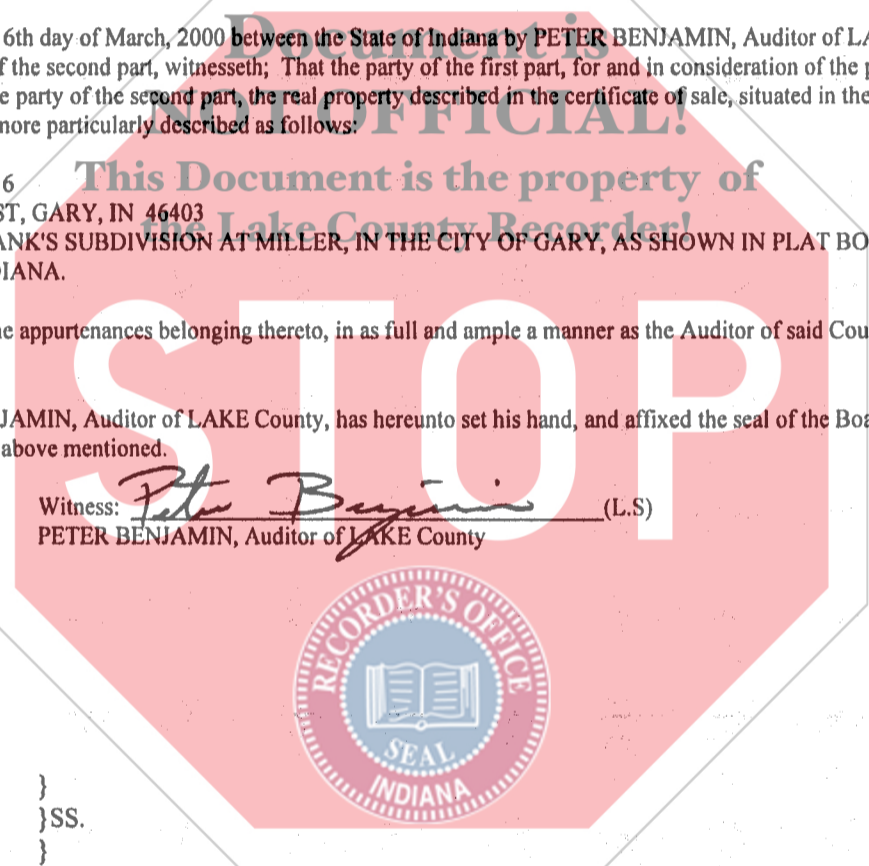 Document is
6th day of March, 2000 between the State of Indiana by PETER BENJAMIN, Auditor of LA
f the second part, witnesseth; That the party of the first part, for and in consideration of the p
e party of the second part, the real property described in the certificate of sale, situated in the
NOT OFFICIAL!
more particularly described as follows:
This Document is the property of
6
ST, GARY, IN 46403
the Lake County Recorder!
ANK'S SUBDIVISION AT MILLER, IN THE CITY OF GARY, AS SHOWN IN PLAT BO
DIANA.
STOP
he appurtenances belonging thereto, in as full and ample a manner as the Auditor of said Cou
JAMIN, Auditor of LAKE County, has hereunto set his hand, and affixed the seal of the Boa
above mentioned.
Witness: Peter Benjamin (L.S)
PETER BENJAMIN, Auditor of LAKE County
RECORDER'S OFFICE
SEAL
INDIANA
}
}SS.
}